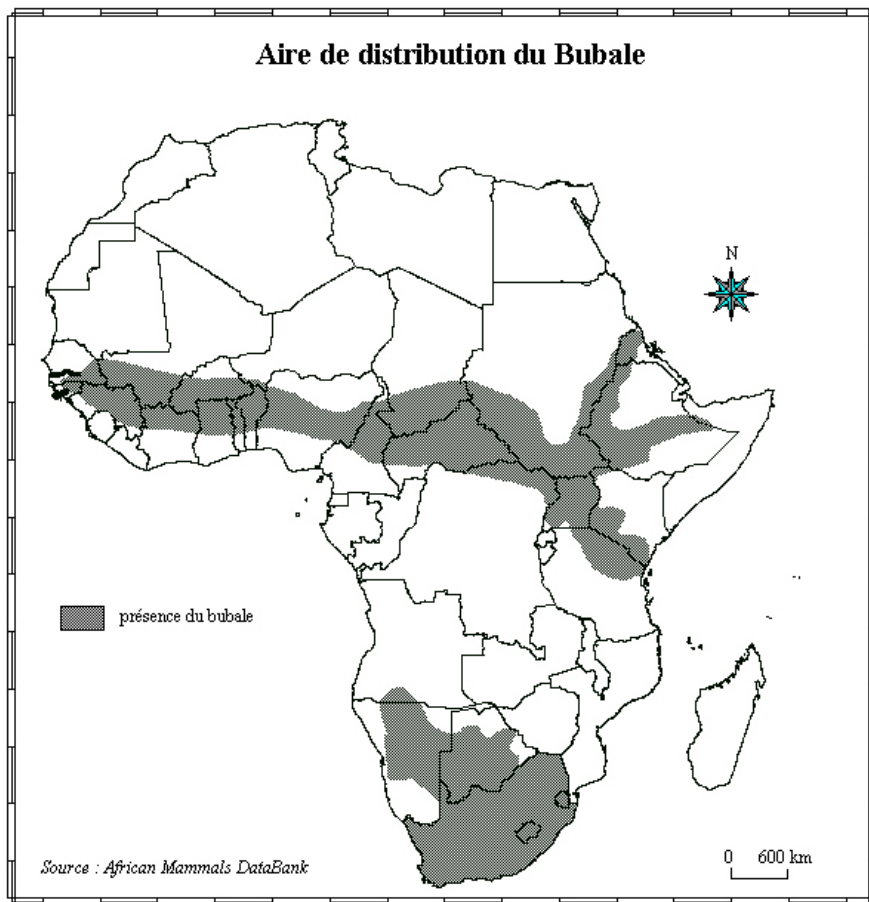 Aire de distribution du Bubale
N
présence du bubale
Source : African Mammals DataBank
0 600 km